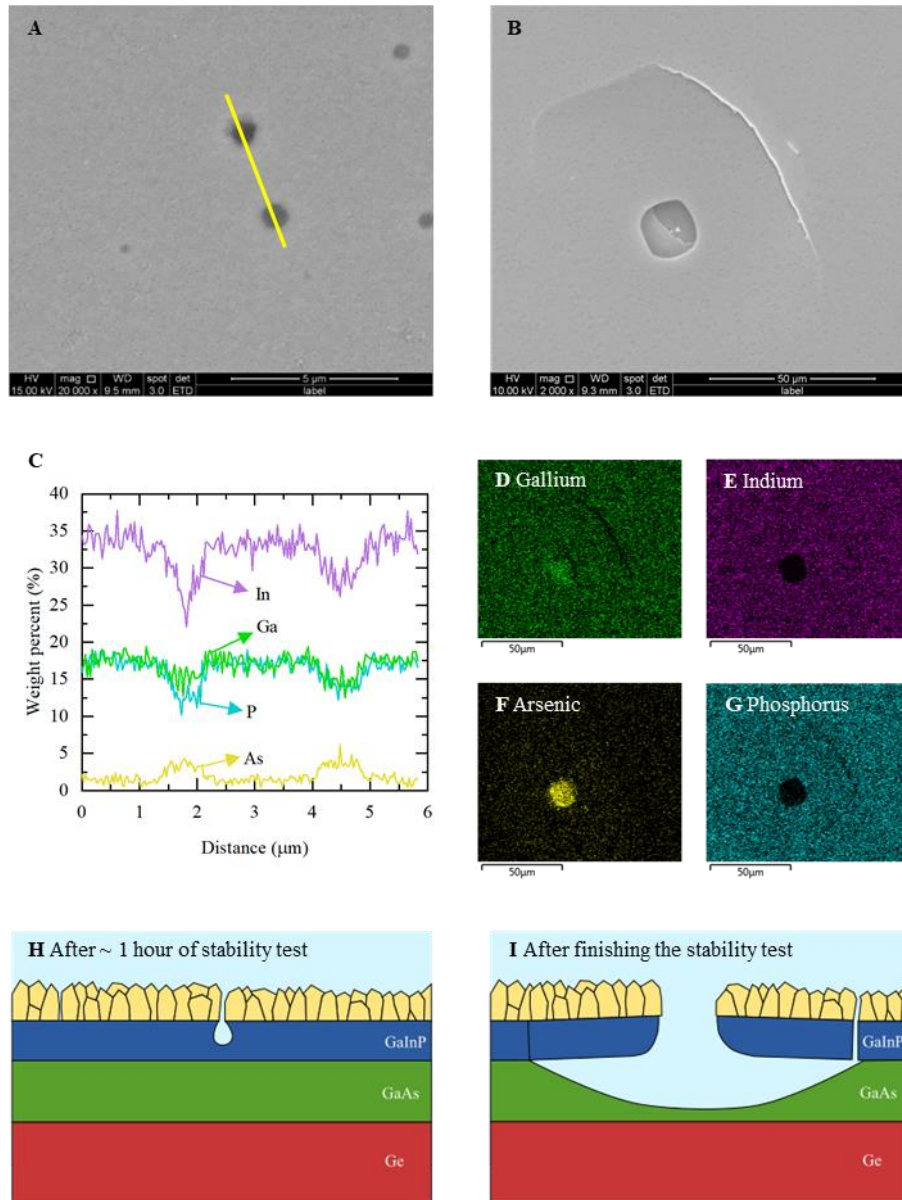 A
HV mag □ WD spot det
15.00 kV 20 000 x 9.5 mm 3.0 ETD
5 µm
label
B
HV mag □ WD spot det
10.00 kV 2 000 x 9.3 mm 3.0 ETD
50 µm
label
C
40
35
30
25
20
15
10
5
0
Weight percent (%)
In
Ga
P
As
0 1 2 3 4 5 6
Distance (µm)
D Gallium
50µm
E Indium
50µm
F Arsenic
50µm
G Phosphorus
50µm
H After ~ 1 hour of stability test
GaInP
GaAs
Ge
I After finishing the stability test
GaInP
GaAs
Ge